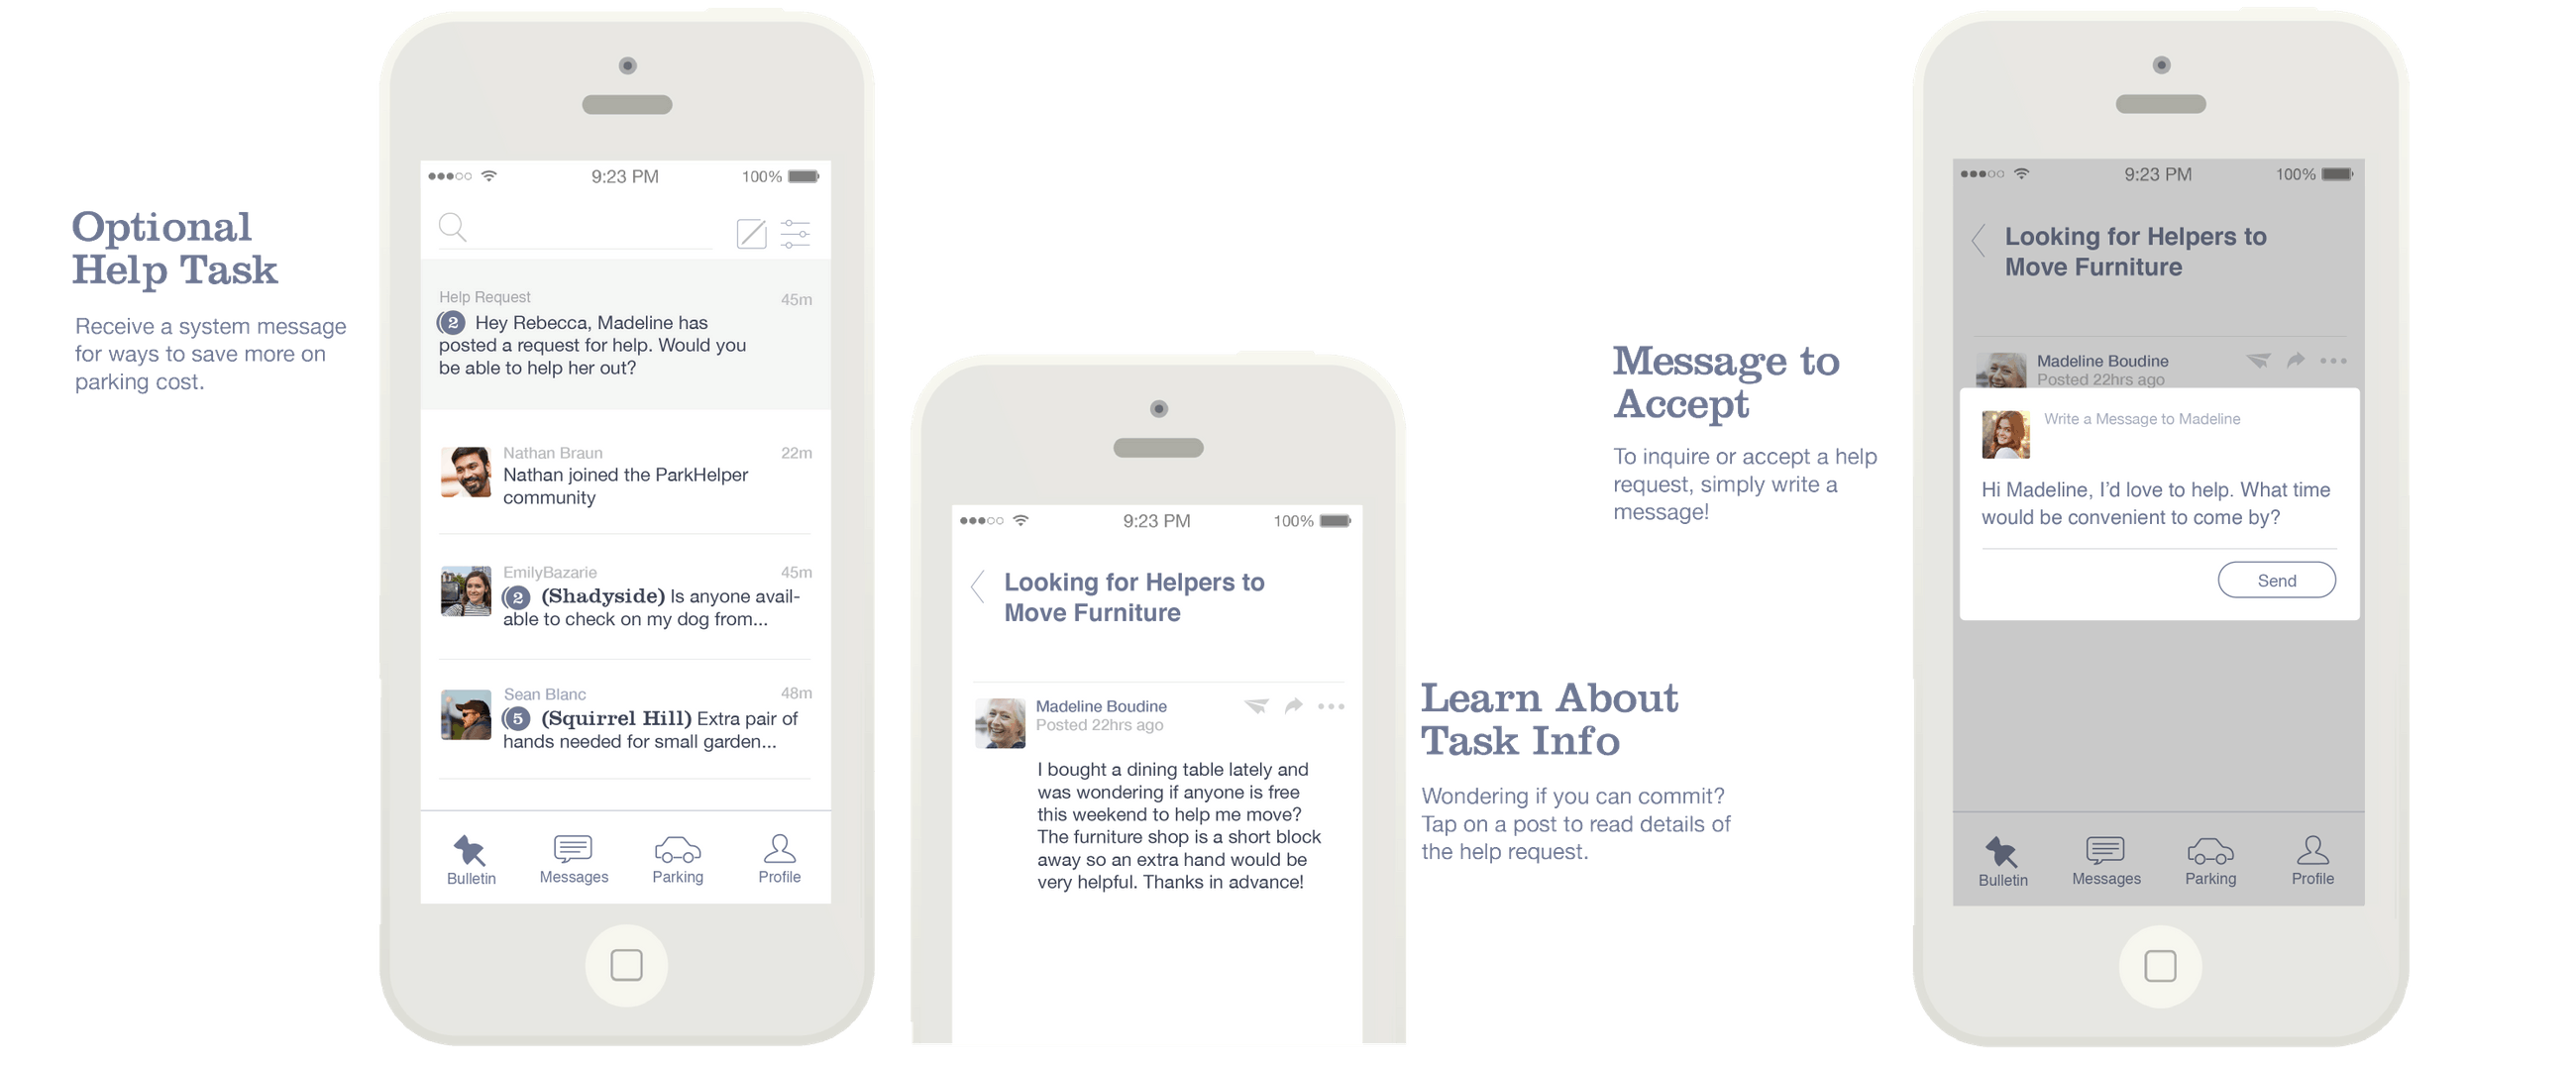 Optional
Help Task
Receive a system message
for ways to save more on
parking cost.
9:23 PM
100%
Help Request
45m
2 Hey Rebecca, Madeline has
posted a request for help. Would you
be able to help her out?
Nathan Braun
22m
Nathan joined the ParkHelper
community
EmilyBazarie
45m
2 (Shadyside) Is anyone avail-
able to check on my dog from...
Sean Blanc
48m
5 (Squirrel Hill) Extra pair of
hands needed for small garden...
Bulletin
Messages
Parking
Profile
9:23 PM
100%
Looking for Helpers to
Move Furniture
Madeline Boudine
Posted 22hrs ago
I bought a dining table lately and
was wondering if anyone is free
this weekend to help me move?
The furniture shop is a short block
away so an extra hand would be
very helpful. Thanks in advance!
Learn About
Task Info
Wondering if you can commit?
Tap on a post to read details of
the help request.
Message to
Accept
To inquire or accept a help
request, simply write a
message!
9:23 PM
100%
Looking for Helpers to
Move Furniture
Madeline Boudine
Posted 22hrs ago
Write a Message to Madeline
Hi Madeline, I'd love to help. What time
would be convenient to come by?
Send
Bulletin
Messages
Parking
Profile